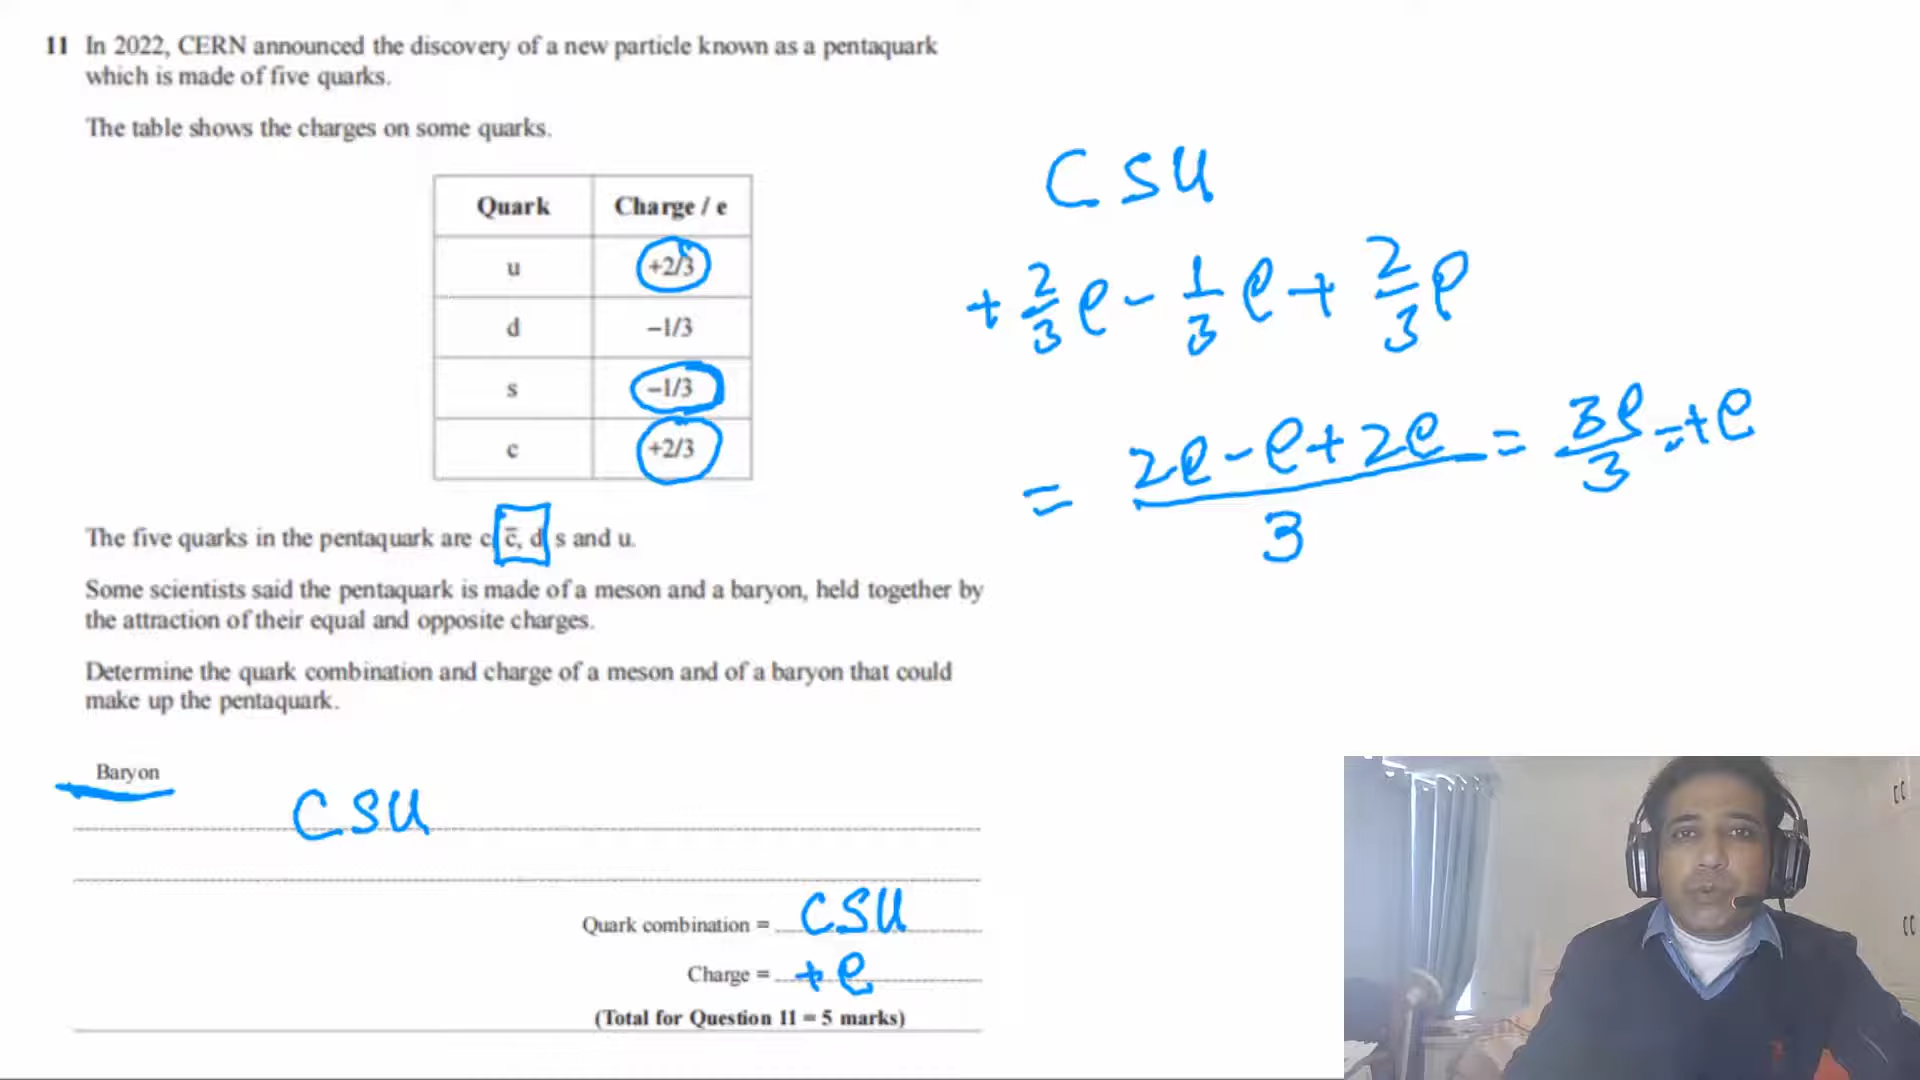 11 In 2022, CERN announced the discovery of a new particle known as a pentaquark
which is made of five quarks.
The table shows the charges on some quarks.
Quark Charge / e
u +2/3
d –1/3
s –1/3
c +2/3
The five quarks in the pentaquark are c, c̅, d, s and u.
Some scientists said the pentaquark is made of a meson and a baryon, held together by
the attraction of their equal and opposite charges.
Determine the quark combination and charge of a meson and of a baryon that could
make up the pentaquark.
Baryon
csu
Quark combination = csu
Charge = +e
(Total for Question 11 = 5 marks)
csu
+ 2/3 e - 1/3 e + 2/3 e
= (2e - e + 2e)/3 = 3e/3 = +e